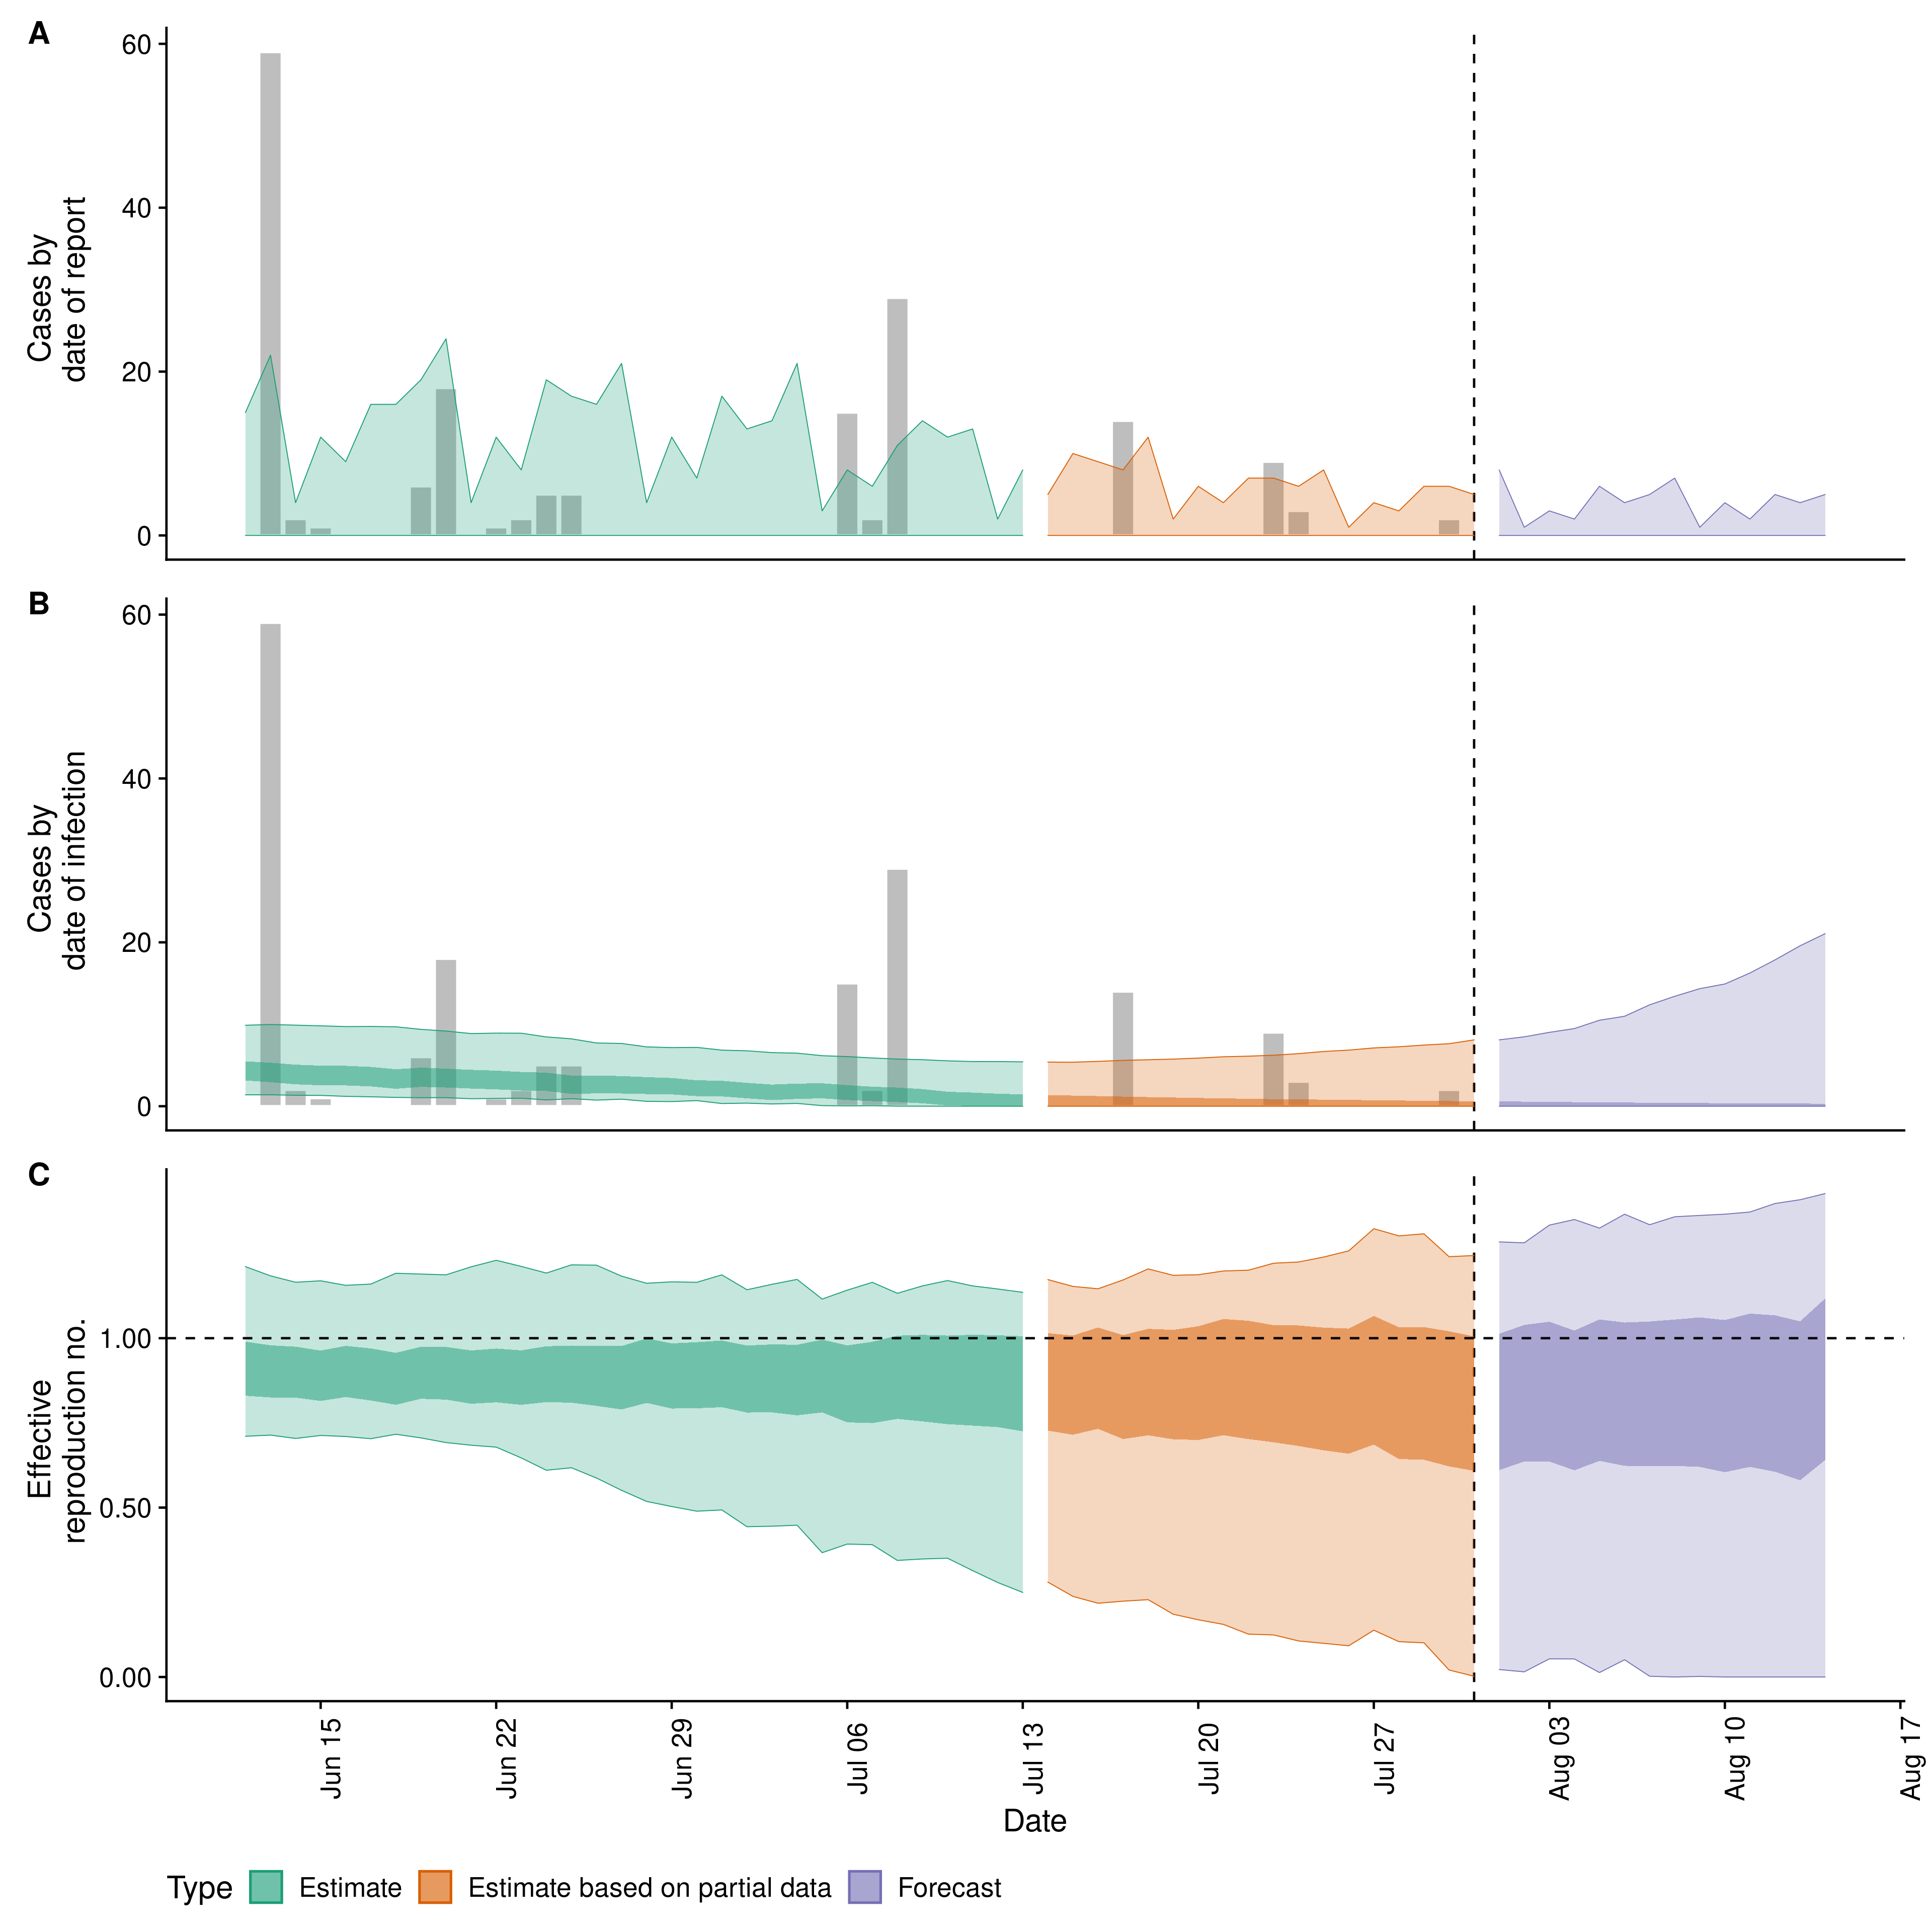 A
Cases by
date of report
60
40
20
0
B
Cases by
date of infection
60
40
20
0
C
Effective
reproduction no.
1.00
0.50
0.00
Jun 15
Jun 22
Jun 29
Jul 06
Jul 13
Jul 20
Jul 27
Aug 03
Aug 10
Aug 17
Date
Type Estimate Estimate based on partial data Forecast